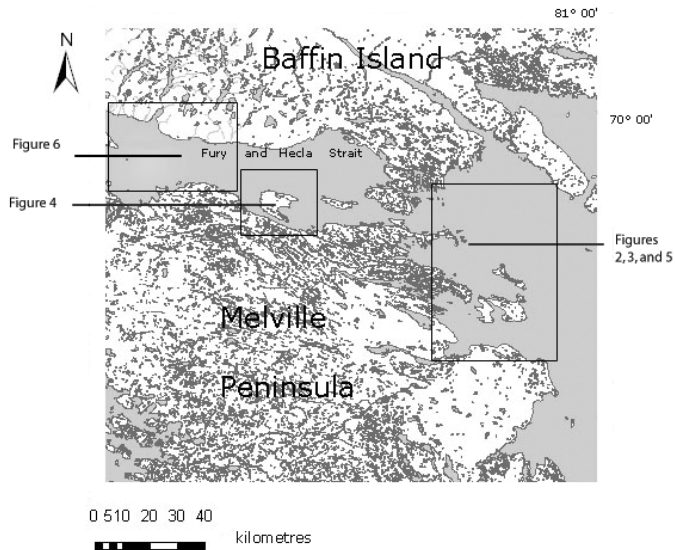 81° 00'
N
Baffin Island
70° 00'
Figure 6
Fury and Hecla Strait
Figure 4
Figures
2, 3, and 5
Melville
Peninsula
0 510 20 30 40
kilometres